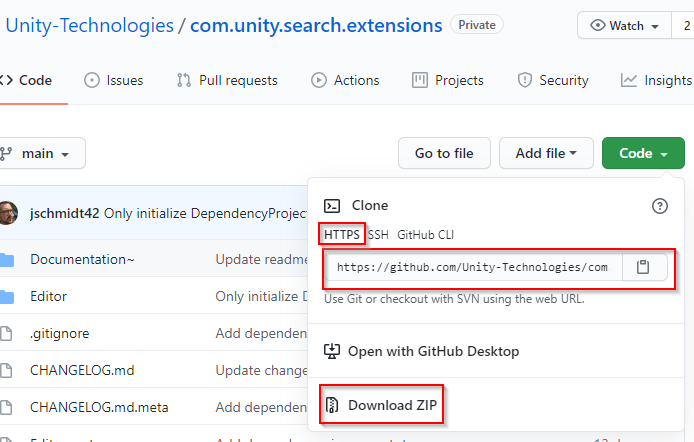 Unity-Technologies / com.unity.search.extensions Private Watch 2
Code Issues Pull requests Actions Projects Security Insights
main Go to file Add file Code
jschmidt42 Only initialize DependencyProject
Documentation~ Update readme
Editor Only initialize D
.gitignore Add dependen
CHANGELOG.md Update change
CHANGELOG.md.meta Add dependen
Clone
HTTPS SSH GitHub CLI
https://github.com/Unity-Technologies/com
Use Git or checkout with SVN using the web URL.
Open with GitHub Desktop
Download ZIP